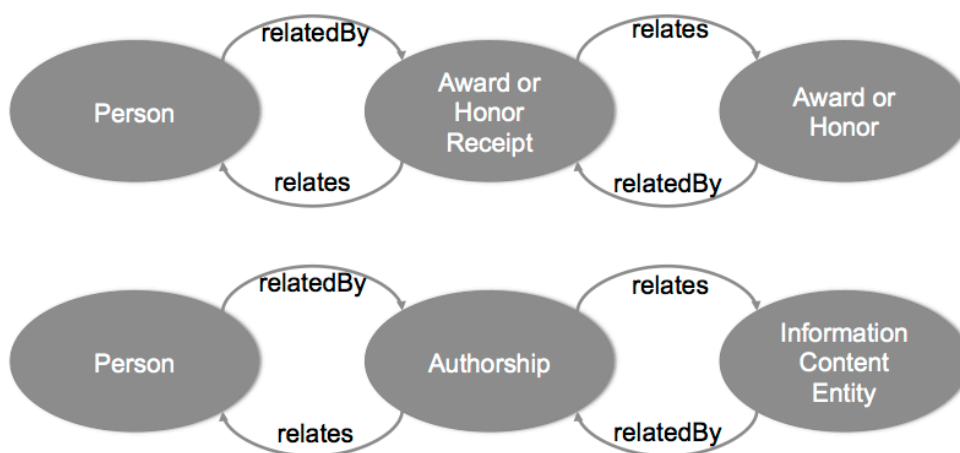 relatedBy
relates
Person
Award or
Honor
Receipt
Award or
Honor
relates
relatedBy
relatedBy
relates
Person
Authorship
Information
Content
Entity
relates
relatedBy